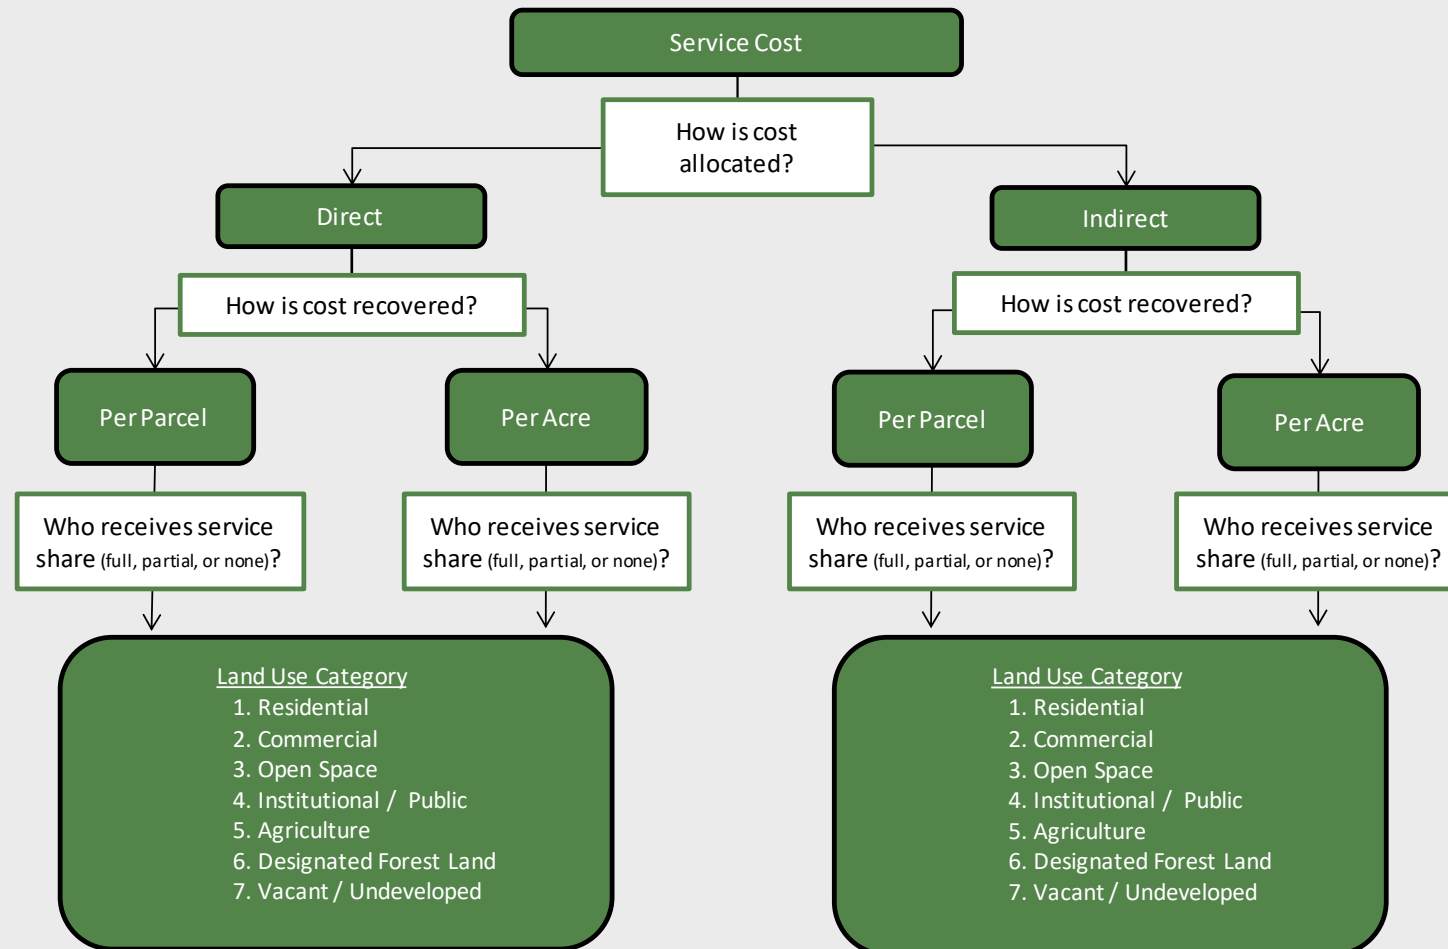 Service Cost
How is cost
allocated?
Direct
Indirect
How is cost recovered?
How is cost recovered?
Per Parcel
Per Acre
Per Parcel
Per Acre
Who receives service
share (full, partial, or none)?
Who receives service
share (full, partial, or none)?
Who receives service
share (full, partial, or none)?
Who receives service
share (full, partial, or none)?
Land Use Category
1. Residential
2. Commercial
3. Open Space
4. Institutional / Public
5. Agriculture
6. Designated Forest Land
7. Vacant / Undeveloped
Land Use Category
1. Residential
2. Commercial
3. Open Space
4. Institutional / Public
5. Agriculture
6. Designated Forest Land
7. Vacant / Undeveloped